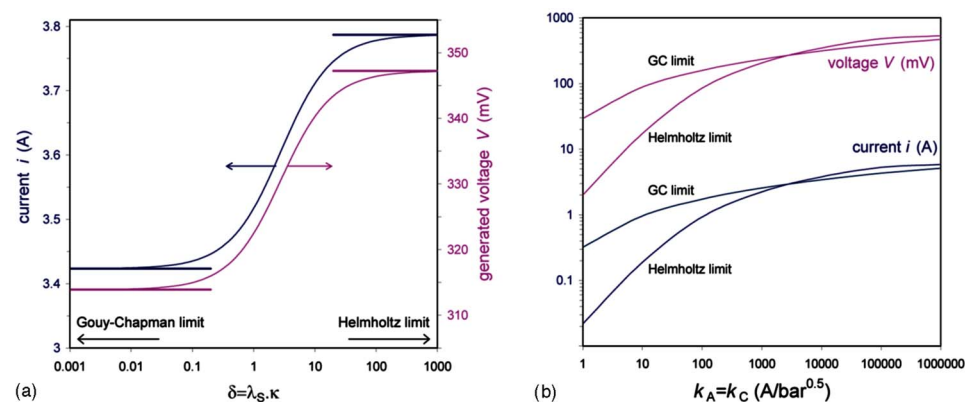 3.8
3.7
3.6
3.5
3.4
3
current i (A)
350
340
330
320
310
generated voltage V (mV)
Gouy-Chapman limit
Helmholtz limit
0.001
0.01
0.1
1
10
100
1000
(a)
δ=λS.κ
1000
100
10
1
0.1
GC limit
voltage V (mV)
Helmholtz limit
current i (A)
GC limit
Helmholtz limit
1
10
100
1000
10000
100000
1000000
(b)
kA=kC (A/bar0.5)